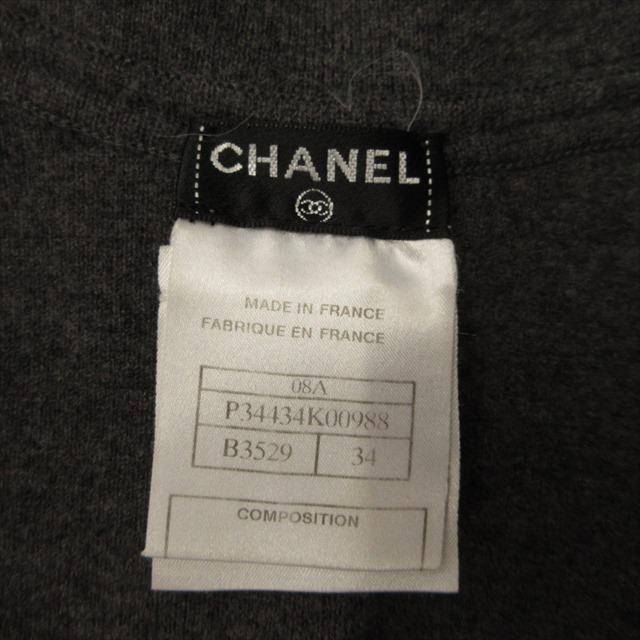 CHANEL
MADE IN FRANCE
FABRIQUE EN FRANCE
08A
P34434K00988
B3529 34
COMPOSITION